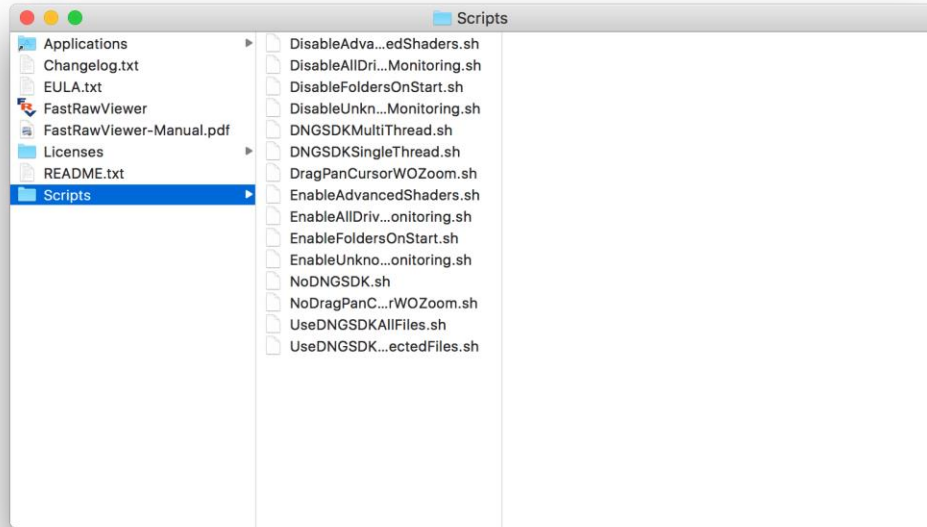 Scripts
Applications
Changelog.txt
EULA.txt
FastRawViewer
FastRawViewer-Manual.pdf
Licenses
README.txt
Scripts
DisableAdva...edShaders.sh
DisableAllDri...Monitoring.sh
DisableFoldersOnStart.sh
DisableUnkn...Monitoring.sh
DNGSDKMultiThread.sh
DNGSDKSingleThread.sh
DragPanCursorWOZoom.sh
EnableAdvancedShaders.sh
EnableAllDriv...onitoring.sh
EnableFoldersOnStart.sh
EnableUnkno...onitoring.sh
NoDNGSDK.sh
NoDragPanC...rWOZoom.sh
UseDNGSDKAllFiles.sh
UseDNGSDK...ectedFiles.sh